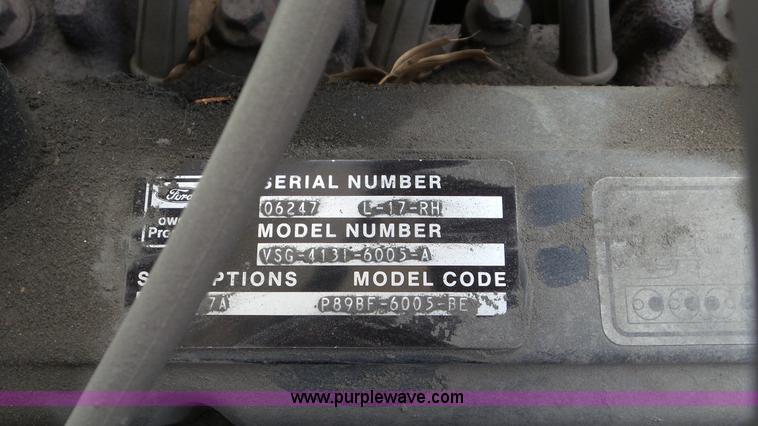 Ford
SERIAL NUMBER
06247 L-17-RH
MODEL NUMBER
VSG-413I-6005-A
OPTIONS MODEL CODE
7A P89BF-6005-BE
www.purplewave.com